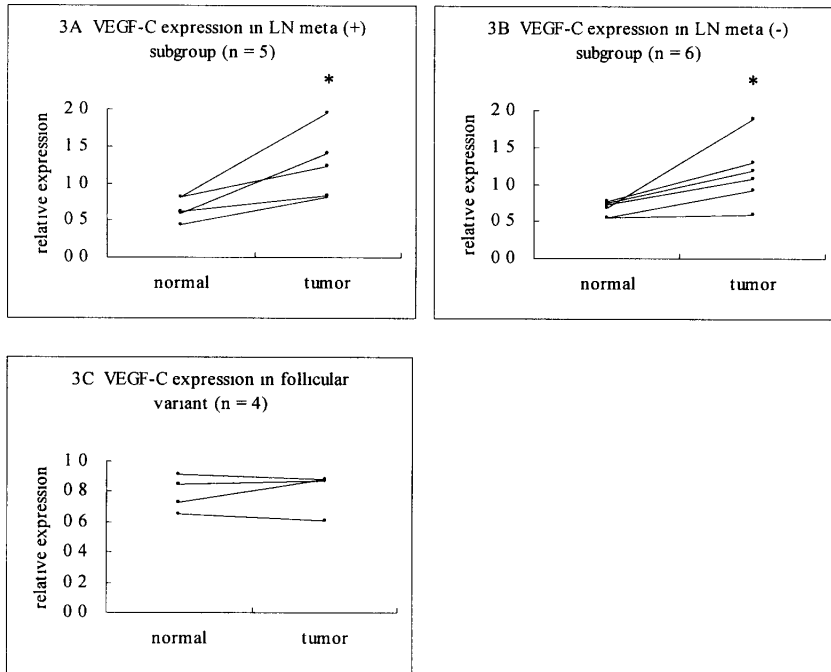 3A VEGF-C expression in LN meta (+)
subgroup (n = 5)
*
relative expression
2 0
1 5
1 0
0 5
0 0
normal tumor
3B VEGF-C expression in LN meta (-)
subgroup (n = 6)
*
relative expression
2 0
1 5
1 0
0 5
0 0
normal tumor
3C VEGF-C expression in follicular
variant (n = 4)
relative expression
1 0
0 8
0 6
0 4
0 2
0 0
normal tumor